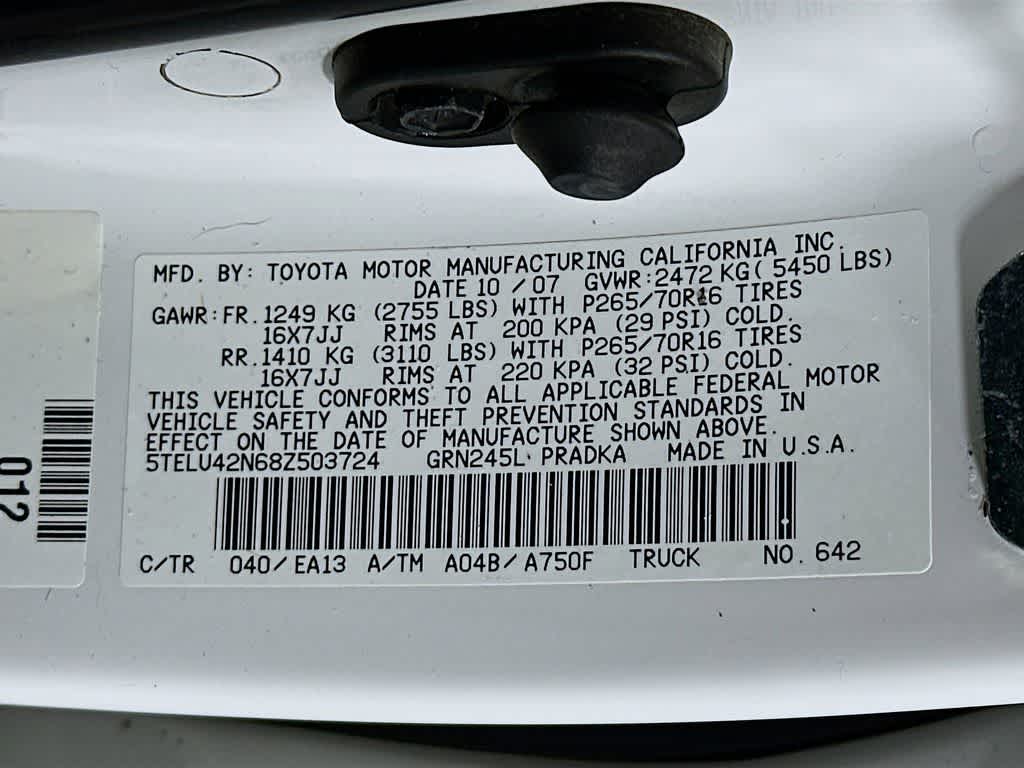 MFD. BY: TOYOTA MOTOR MANUFACTURING CALIFORNIA, INC.
DATE 10 / 07 GVWR: 2472 KG ( 5450 LBS)
GAWR: FR. 1249 KG (2755 LBS) WITH P265/70R16 TIRES
16X7JJ RIMS AT 200 KPA (29 PSI) COLD.
RR. 1410 KG (3110 LBS) WITH P265/70R16 TIRES
16X7JJ RIMS AT 220 KPA (32 PSI) COLD.
THIS VEHICLE CONFORMS TO ALL APPLICABLE FEDERAL MOTOR
VEHICLE SAFETY AND THEFT PREVENTION STANDARDS IN
EFFECT ON THE DATE OF MANUFACTURE SHOWN ABOVE.
5TELU42N68Z503724 GRN245L-PRADKA MADE IN U.S.A.
C/TR 040/EA13 A/TM A04B/A750F TRUCK NO. 642
012